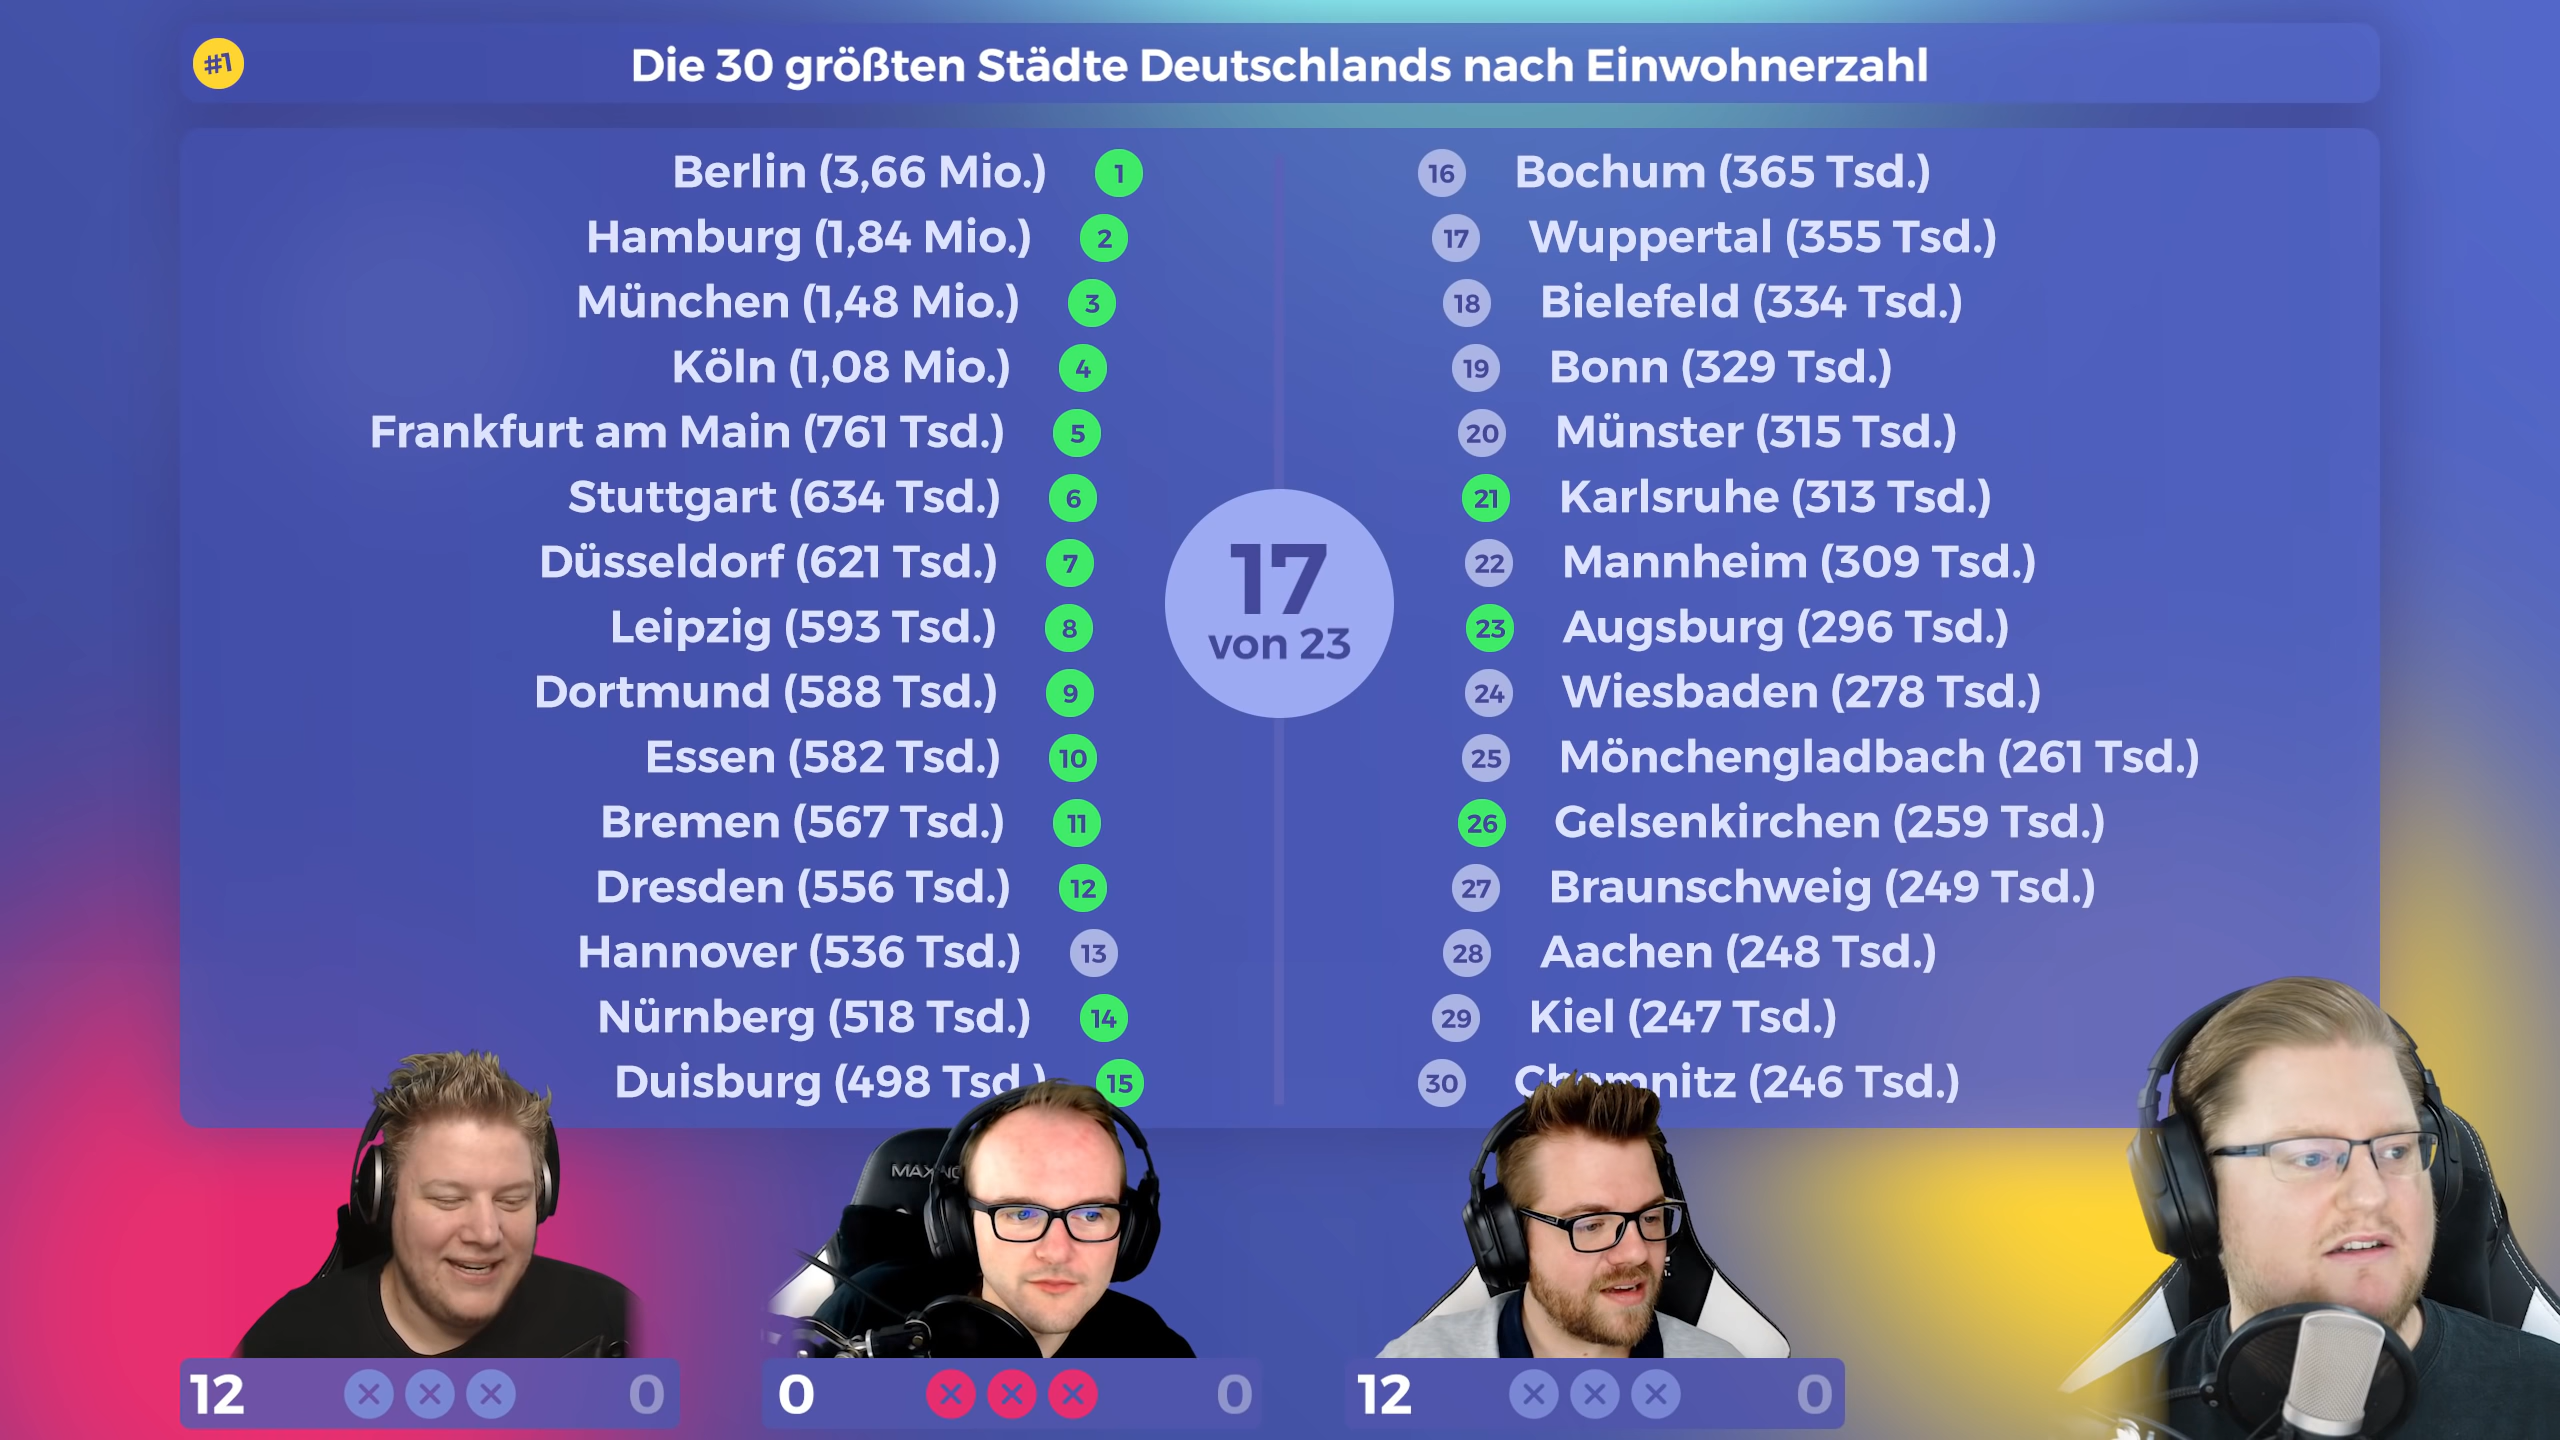 #1
Die 30 größten Städte Deutschlands nach Einwohnerzahl
Berlin (3,66 Mio.) 1
Hamburg (1,84 Mio.) 2
München (1,48 Mio.) 3
Köln (1,08 Mio.) 4
Frankfurt am Main (761 Tsd.) 5
Stuttgart (634 Tsd.) 6
Düsseldorf (621 Tsd.) 7
Leipzig (593 Tsd.) 8
Dortmund (588 Tsd.) 9
Essen (582 Tsd.) 10
Bremen (567 Tsd.) 11
Dresden (556 Tsd.) 12
Hannover (536 Tsd.) 13
Nürnberg (518 Tsd.) 14
Duisburg (498 Tsd.) 15
17
von 23
16 Bochum (365 Tsd.)
17 Wuppertal (355 Tsd.)
18 Bielefeld (334 Tsd.)
19 Bonn (329 Tsd.)
20 Münster (315 Tsd.)
21 Karlsruhe (313 Tsd.)
22 Mannheim (309 Tsd.)
23 Augsburg (296 Tsd.)
24 Wiesbaden (278 Tsd.)
25 Mönchengladbach (261 Tsd.)
26 Gelsenkirchen (259 Tsd.)
27 Braunschweig (249 Tsd.)
28 Aachen (248 Tsd.)
29 Kiel (247 Tsd.)
30 Chemnitz (246 Tsd.)
12 0
0 0
12 0